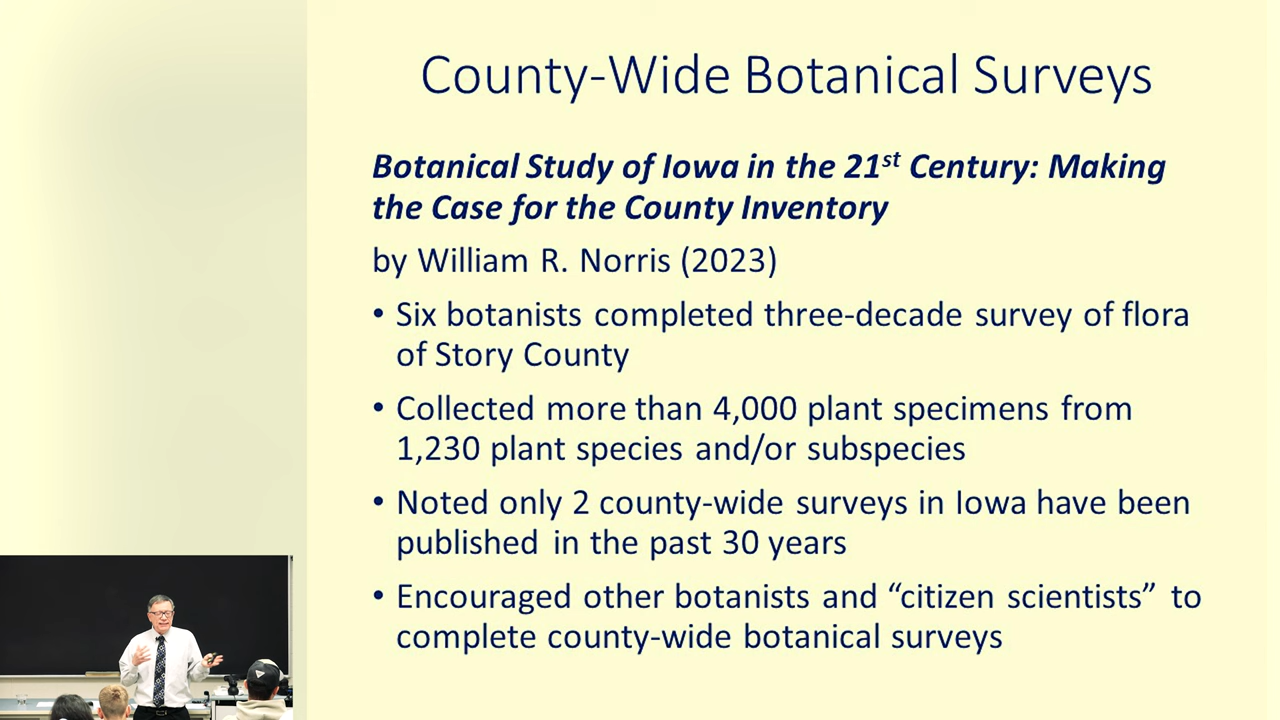 County-Wide Botanical Surveys
Botanical Study of Iowa in the 21st Century: Making
the Case for the County Inventory
by William R. Norris (2023)
• Six botanists completed three-decade survey of flora
of Story County
• Collected more than 4,000 plant specimens from
1,230 plant species and/or subspecies
• Noted only 2 county-wide surveys in Iowa have been
published in the past 30 years
• Encouraged other botanists and “citizen scientists” to
complete county-wide botanical surveys